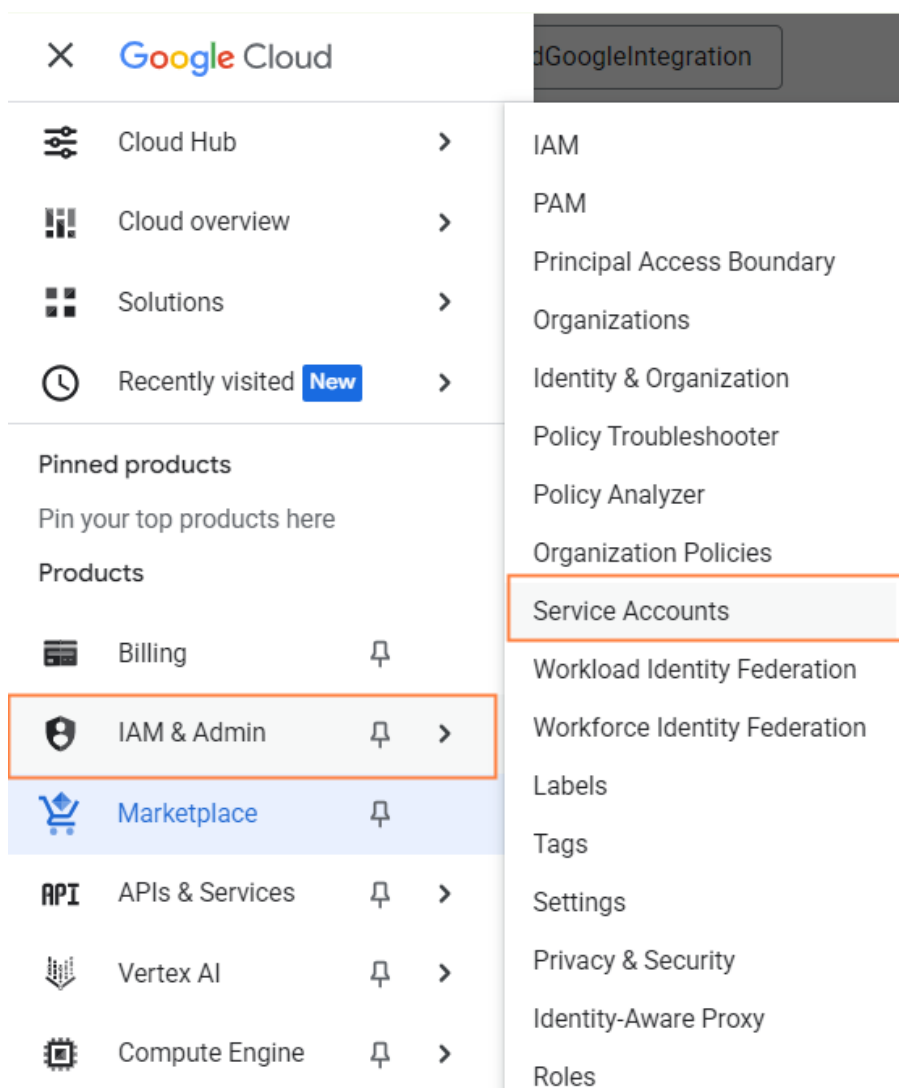 Google Cloud
dGoogleIntegration
Cloud Hub
Cloud overview
Solutions
Recently visited New
Pinned products
Pin your top products here
Products
Billing
IAM & Admin
Marketplace
API APIs & Services
Vertex AI
Compute Engine
IAM
PAM
Principal Access Boundary
Organizations
Identity & Organization
Policy Troubleshooter
Policy Analyzer
Organization Policies
Service Accounts
Workload Identity Federation
Workforce Identity Federation
Labels
Tags
Settings
Privacy & Security
Identity-Aware Proxy
Roles